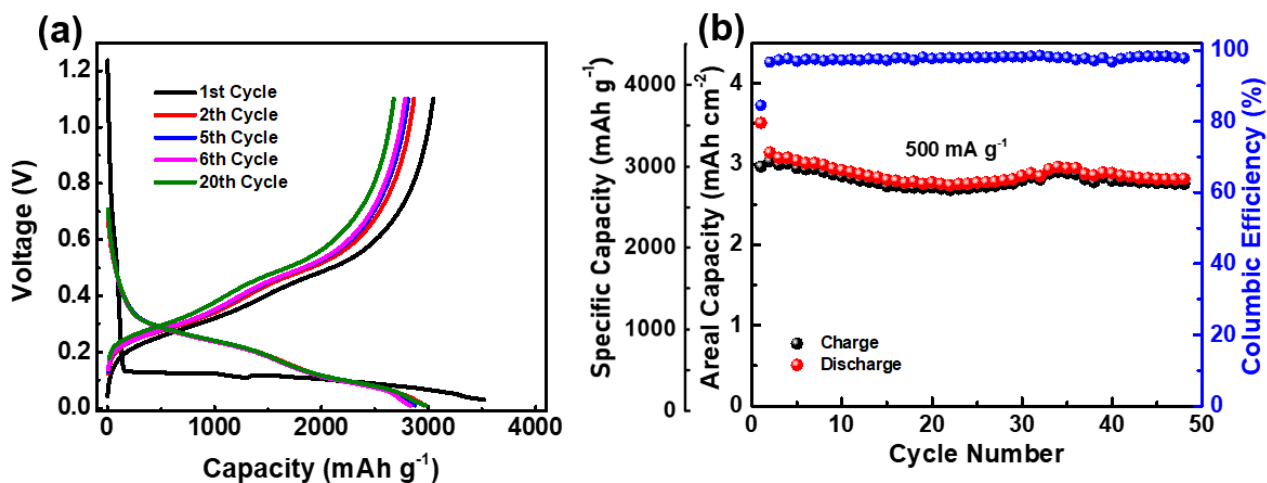 (a)
1.2
1.0
0.8
0.6
0.4
0.2
0.0
Voltage (V)
1st Cycle
2th Cycle
5th Cycle
6th Cycle
20th Cycle
0 1000 2000 3000 4000
Capacity (mAh g⁻¹)
(b)
4000
3000
2000
1000
0
Specific Capacity (mAh g⁻¹)
4
3
2
1
0
Areal Capacity (mAh cm⁻²)
500 mA g⁻¹
Charge
Discharge
100
80
60
40
20
0
Columbic Efficiency (%)
0 10 20 30 40 50
Cycle Number